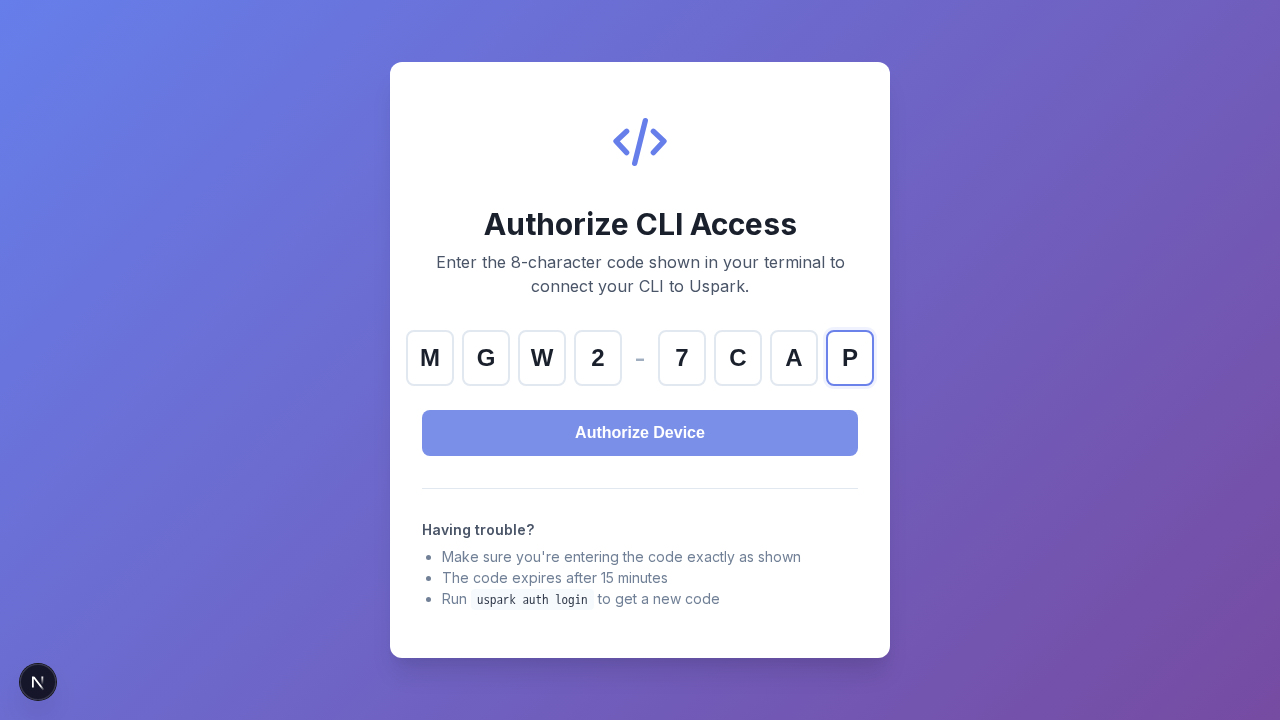 Authorize CLI Access
Enter the 8-character code shown in your terminal to
connect your CLI to Uspark.
M G W 2 - 7 C A P
Authorize Device
Having trouble?
Make sure you're entering the code exactly as shown
The code expires after 15 minutes
Run uspark auth login to get a new code
N